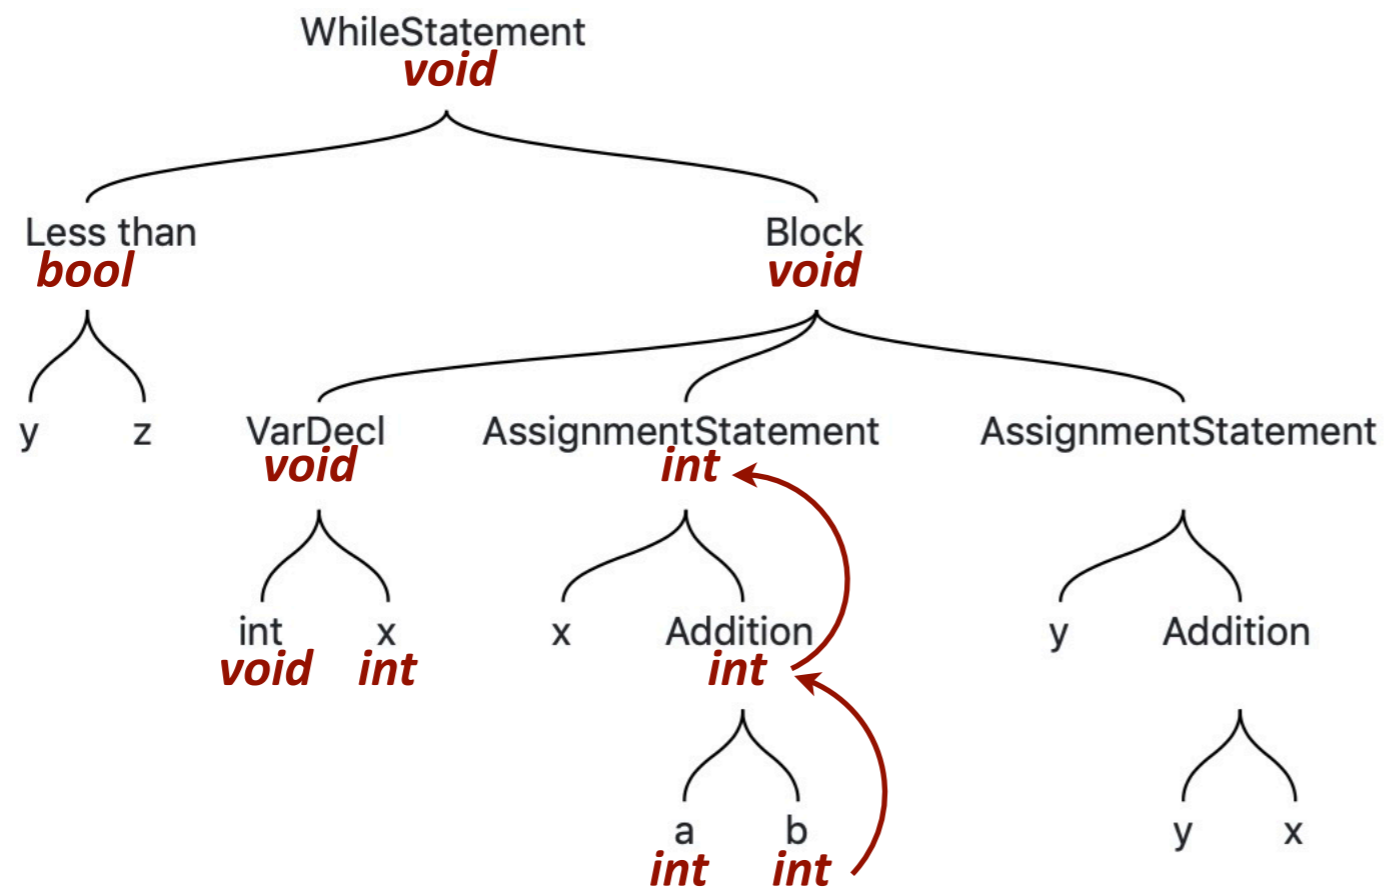 WhileStatement
void
Less than
bool
Block
void
y
z
VarDecl
void
AssignmentStatement
int
AssignmentStatement
int
void
x
int
x
Addition
int
y
Addition
a
int
b
int
y
x